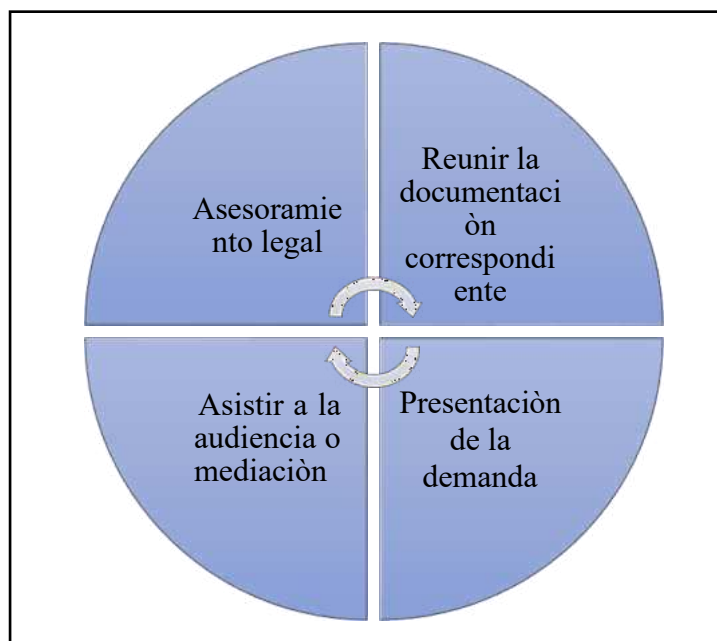 Asesoramie
nto legal
Reunir la
documentaci
òn
correspondi
ente
Asistir a la
audiencia o
mediaciòn
Presentaciòn
de la
demanda